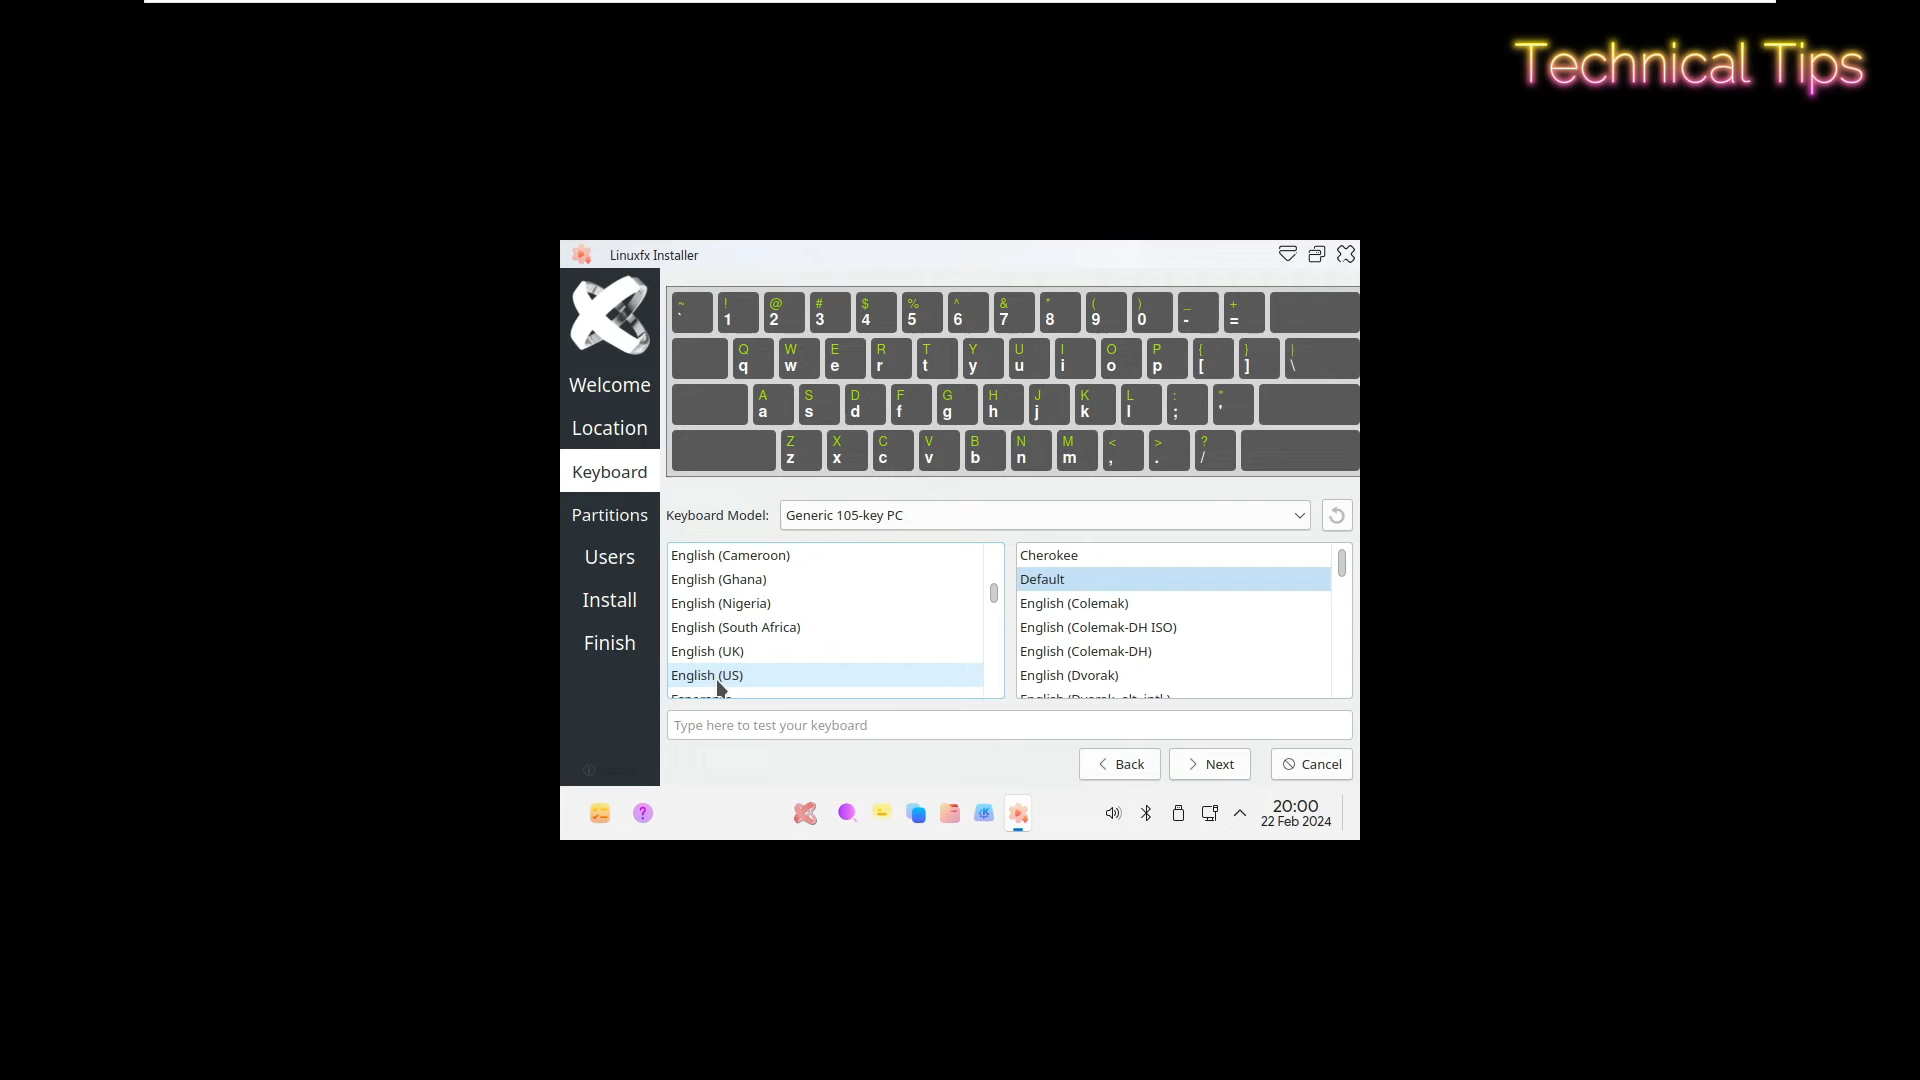 Technical Tips
Linuxfx Installer
~ ! @ # $ % ^ & * ( ) _ +
` 1 2 3 4 5 6 7 8 9 0 - =
Q W E R T Y U I O P { } |
q w e r t y u i o p [ ] \
A S D F G H J K L : "
a s d f g h j k l ; '
Z X C V B N M < > ?
z x c v b n m , . /
Welcome
Location
Keyboard
Partitions
Users
Install
Finish
Keyboard Model: Generic 105-key PC
English (Cameroon)
English (Ghana)
English (Nigeria)
English (South Africa)
English (UK)
English (US)
Cherokee
Default
English (Colemak)
English (Colemak-DH ISO)
English (Colemak-DH)
English (Dvorak)
Type here to test your keyboard
Back Next Cancel
20:00
22 Feb 2024